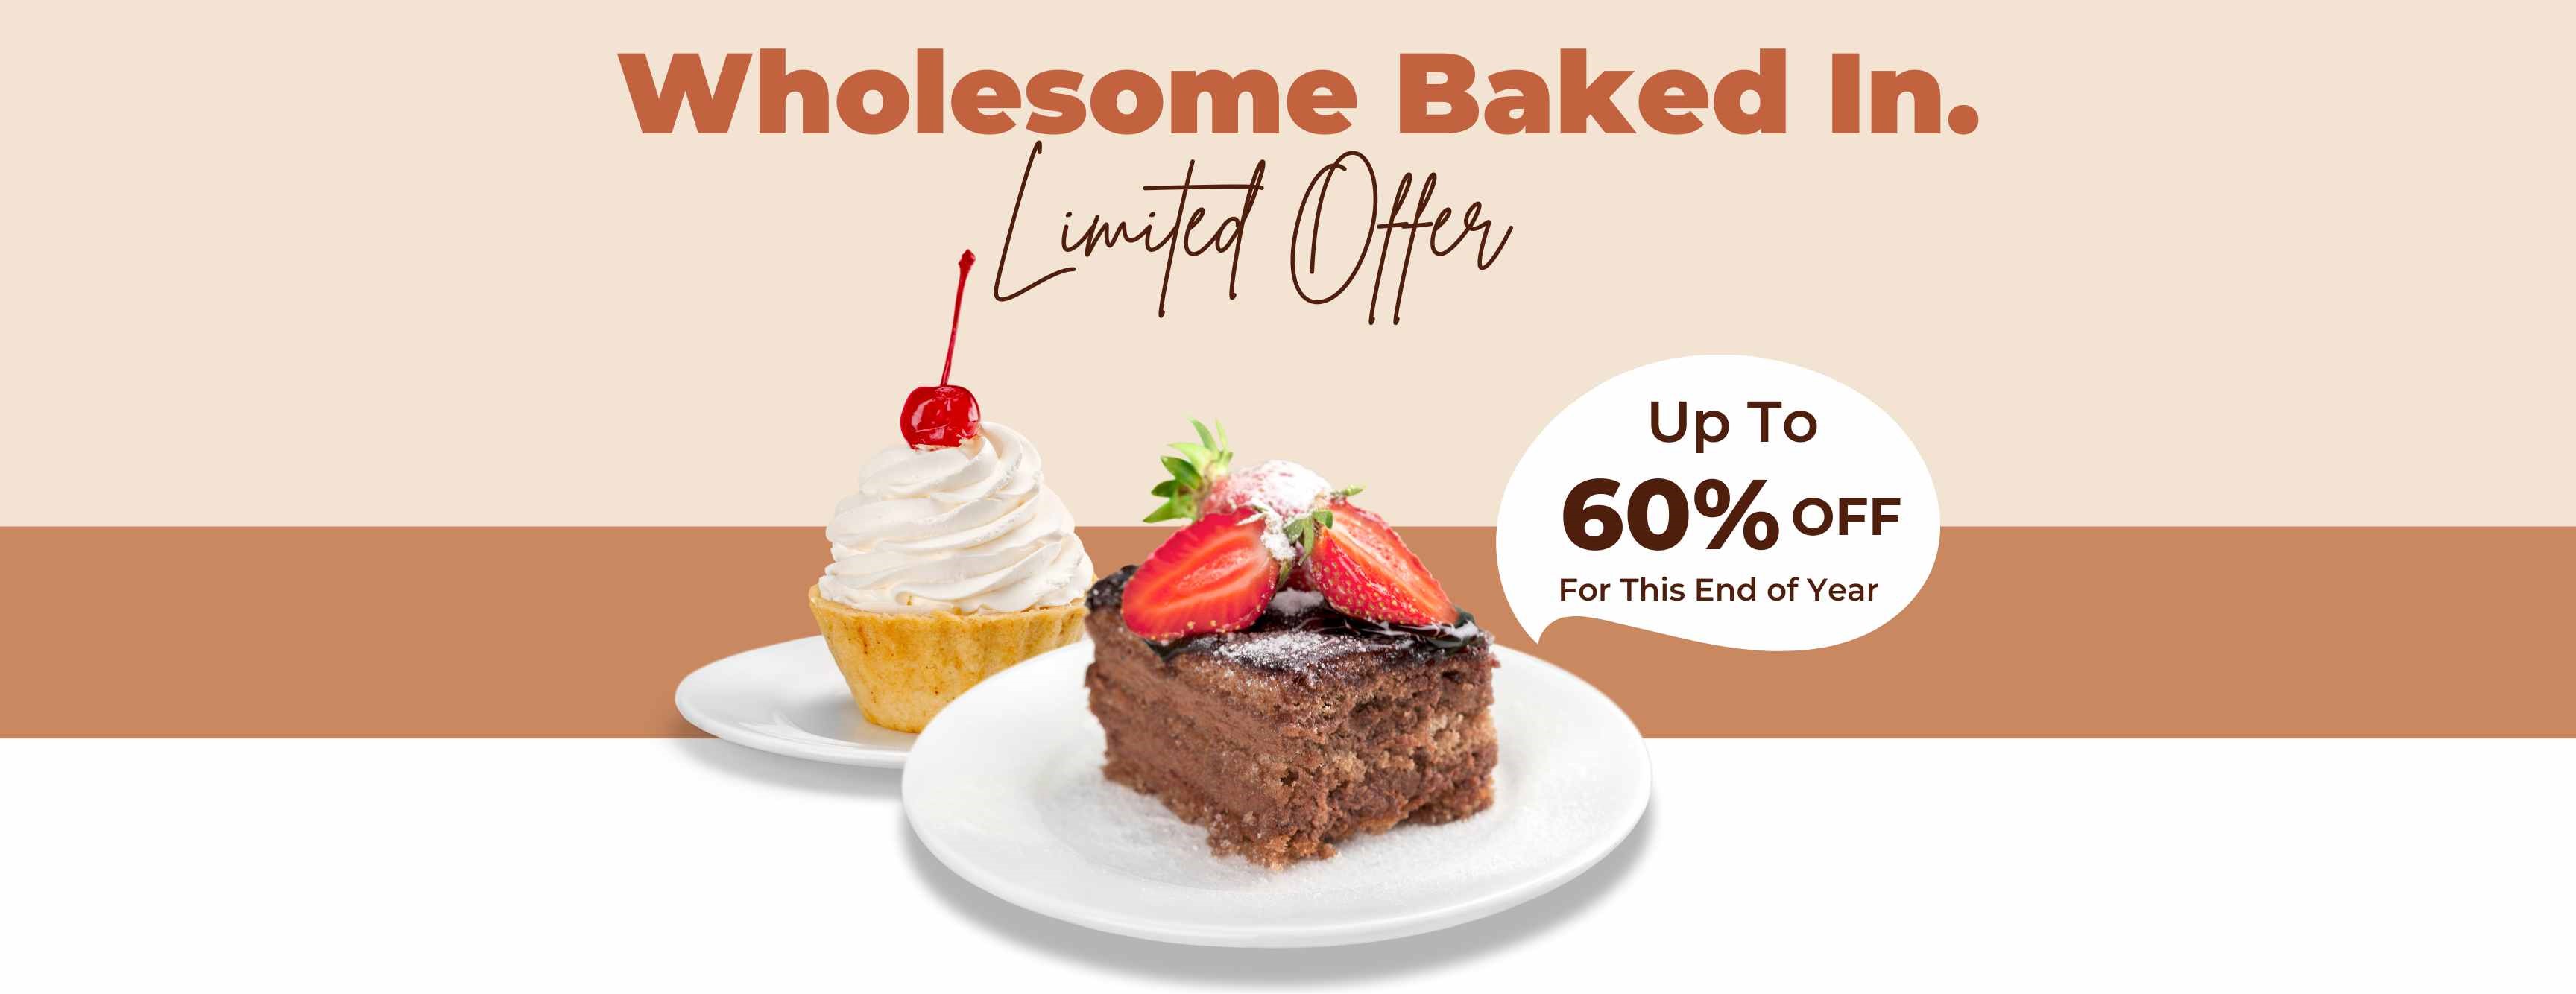 Wholesome Baked In.
Limited Offer
Up To
60% OFF
For This End of Year